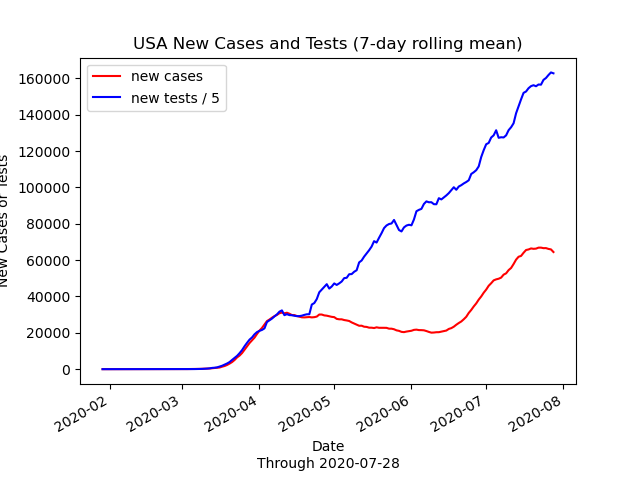 USA New Cases and Tests (7-day rolling mean)
new cases
new tests / 5
160000
140000
120000
100000
80000
60000
40000
20000
0
New Cases or Tests
2020-02
2020-03
2020-04
2020-05
2020-06
2020-07
2020-08
Date
Through 2020-07-28